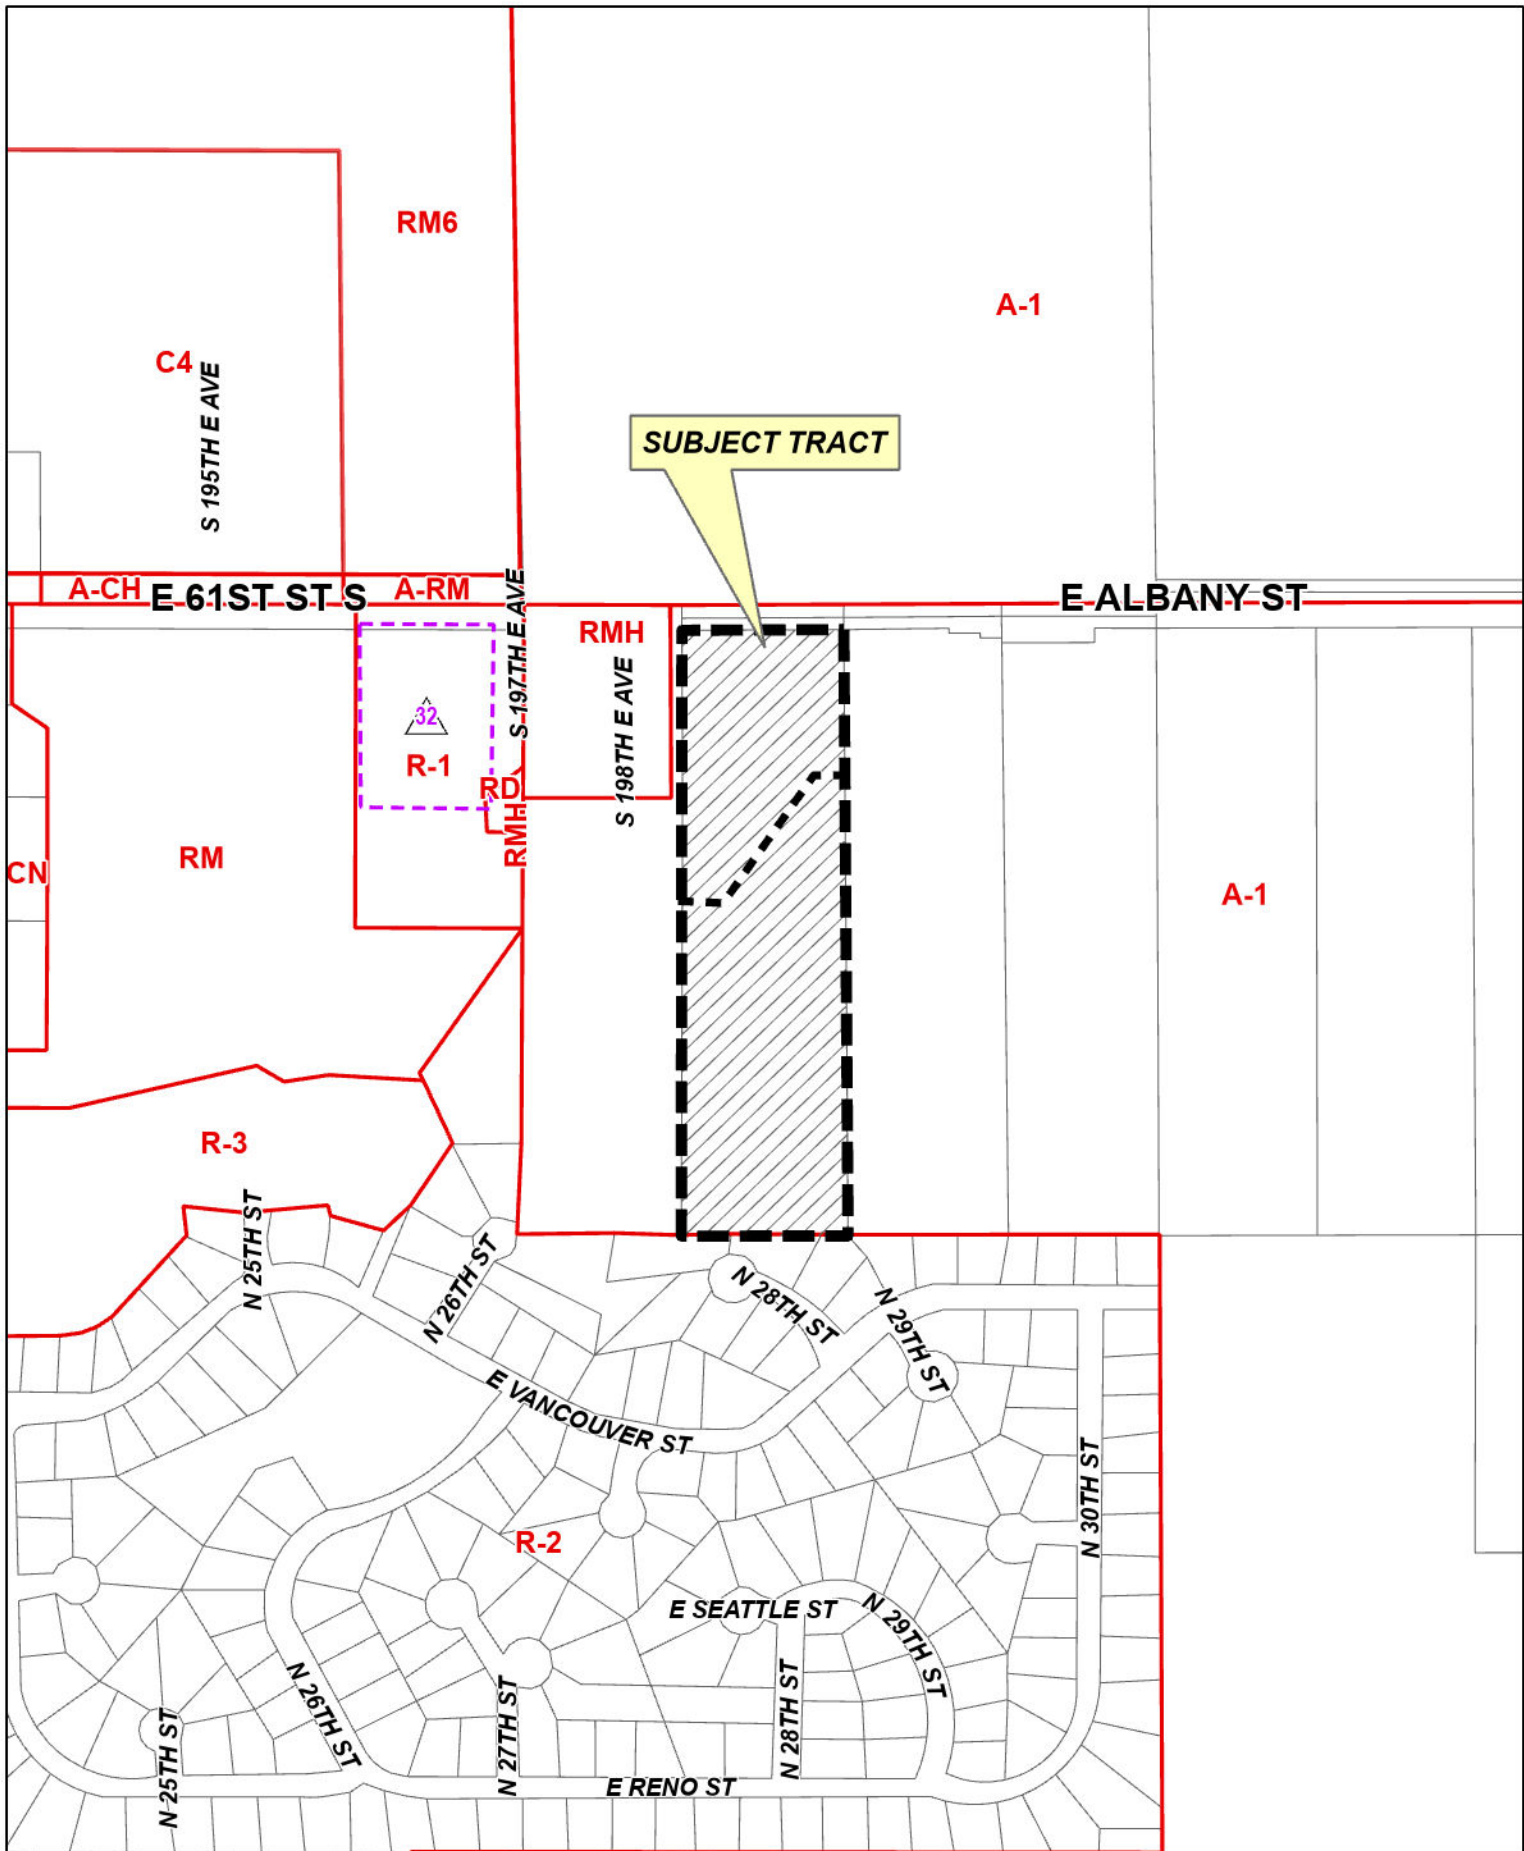 RM6
A-1
C4
S 195TH E AVE
SUBJECT TRACT
A-CH
E 61ST ST S
A-RM
S 197TH E AVE
E ALBANY ST
RMH
S 198TH E AVE
32
R-1
RD
RMH
RM
CN
A-1
R-3
N 25TH ST
N 26TH ST
N 28TH ST
N 29TH ST
E VANCOUVER ST
N 30TH ST
R-2
E SEATTLE ST
N 29TH ST
N 26TH ST
N 27TH ST
N 28TH ST
N 25TH ST
E RENO ST